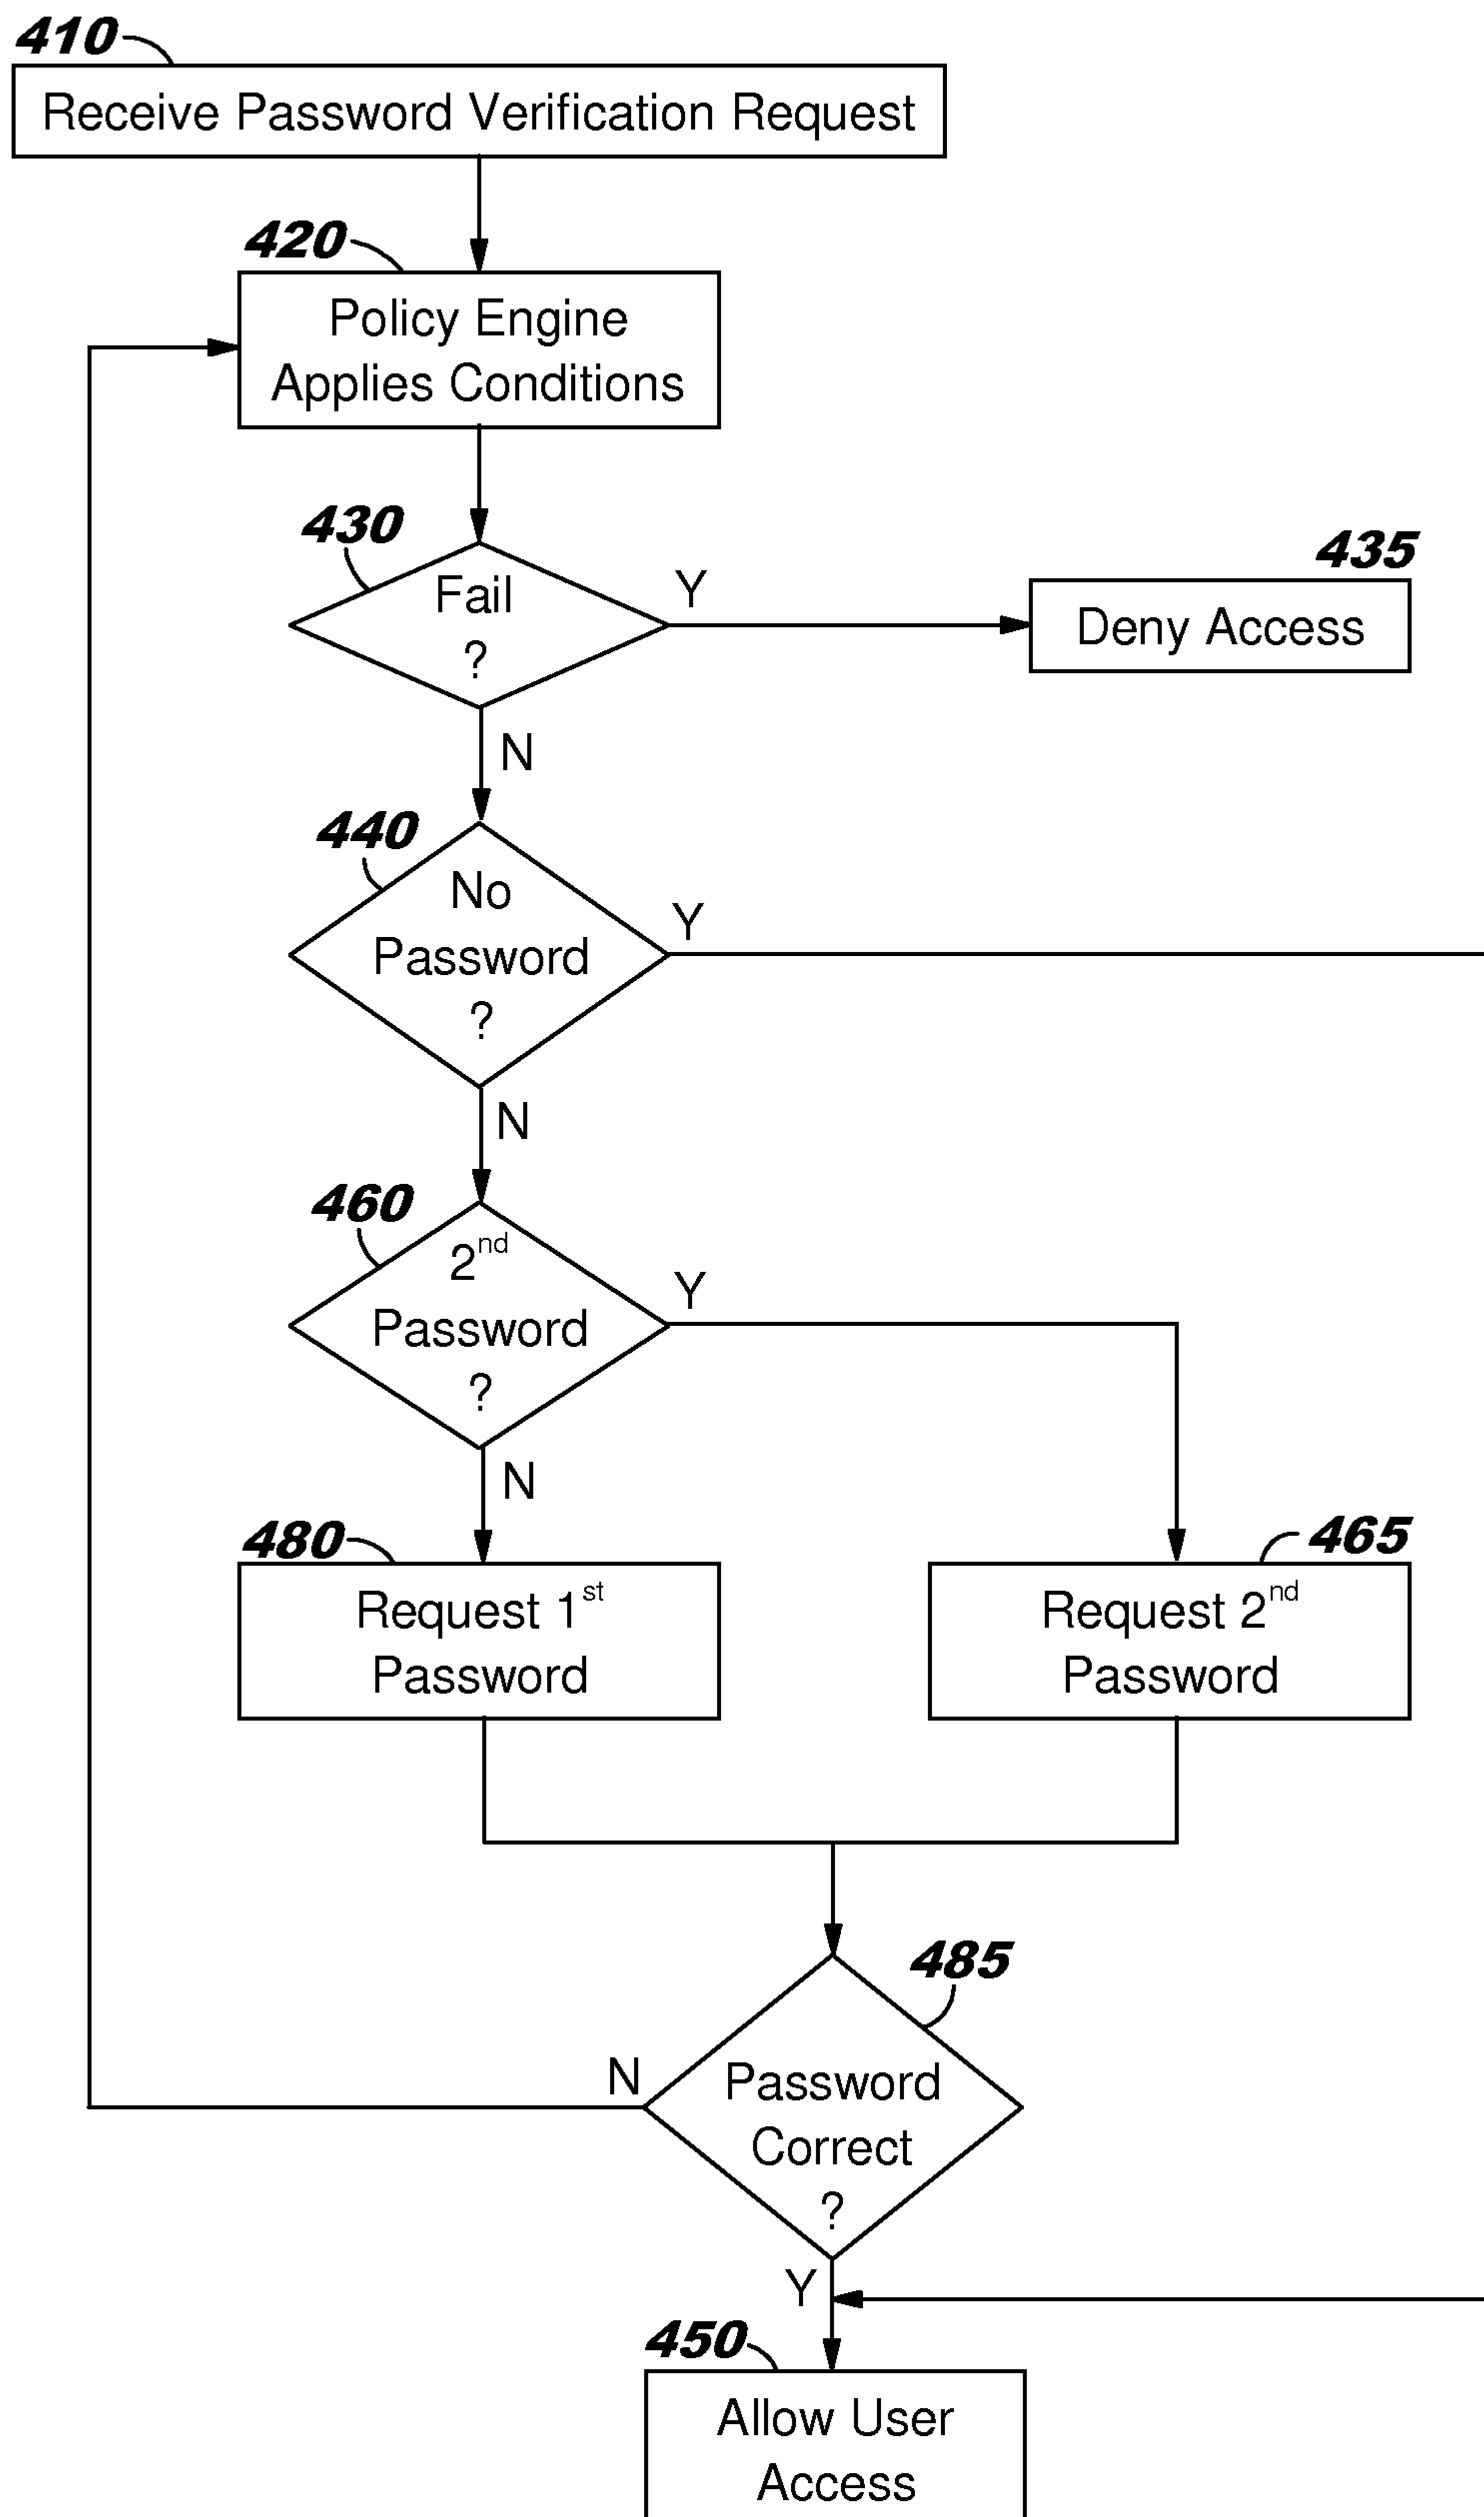 410
Receive Password Verification Request
420
Policy Engine
Applies Conditions
430
Fail
?
Y
435
Deny Access
N
440
No
Password
?
Y
N
460
2nd
Password
?
Y
N
480
Request 1st
Password
465
Request 2nd
Password
485
Password
Correct
?
N
Y
450
Allow User
Access